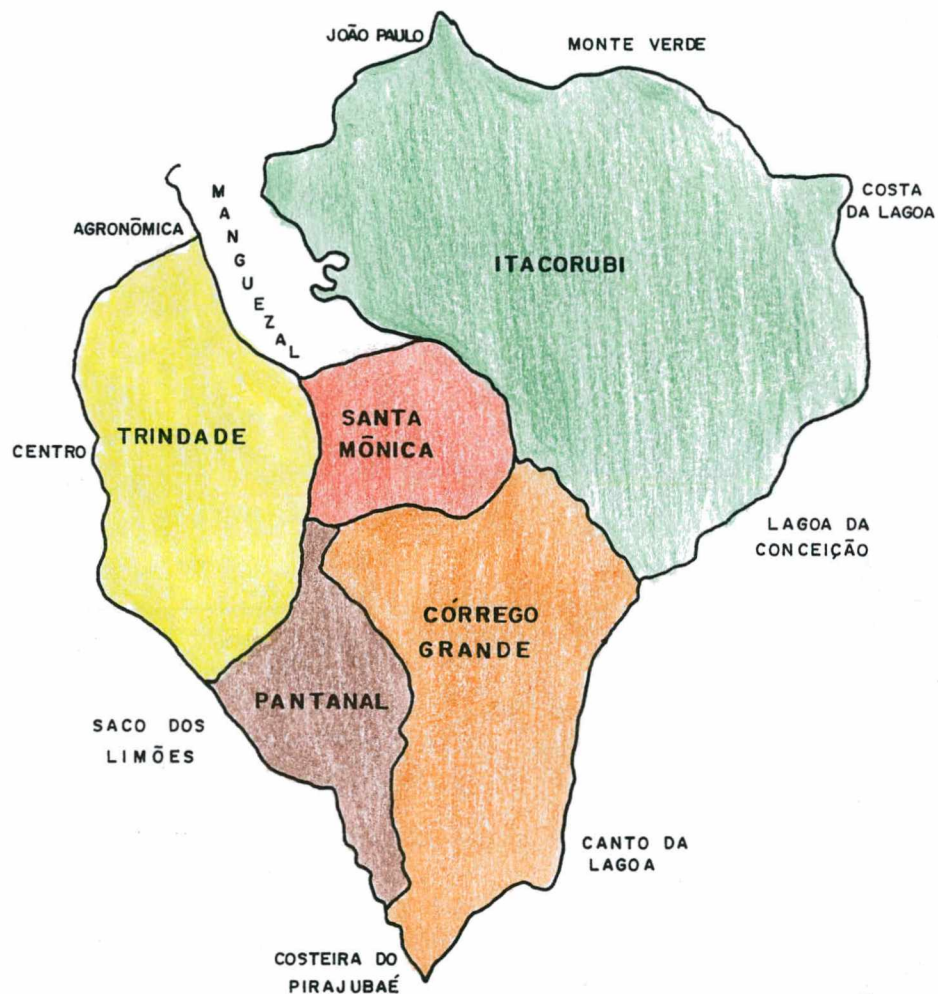 JOÃO PAULO
MONTE VERDE
COSTA
DA LAGOA
MANGUEZAL
AGRONÔMICA
ITACORUBI
SANTA
MÔNICA
TRINDADE
CENTRO
LAGOA DA
CONCEIÇÃO
CÓRREGO
GRANDE
PANTANAL
SACO DOS
LIMÕES
CANTO DA
LAGOA
COSTEIRA DO
PIRAJUBAÉ